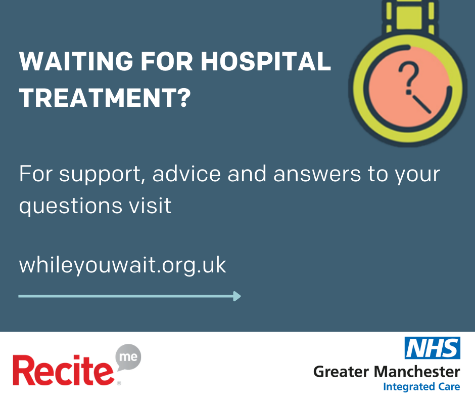 WAITING FOR HOSPITAL
TREATMENT?
For support, advice and answers to your
questions visit
whileyouwait.org.uk
Recite me
NHS
Greater Manchester
Integrated Care